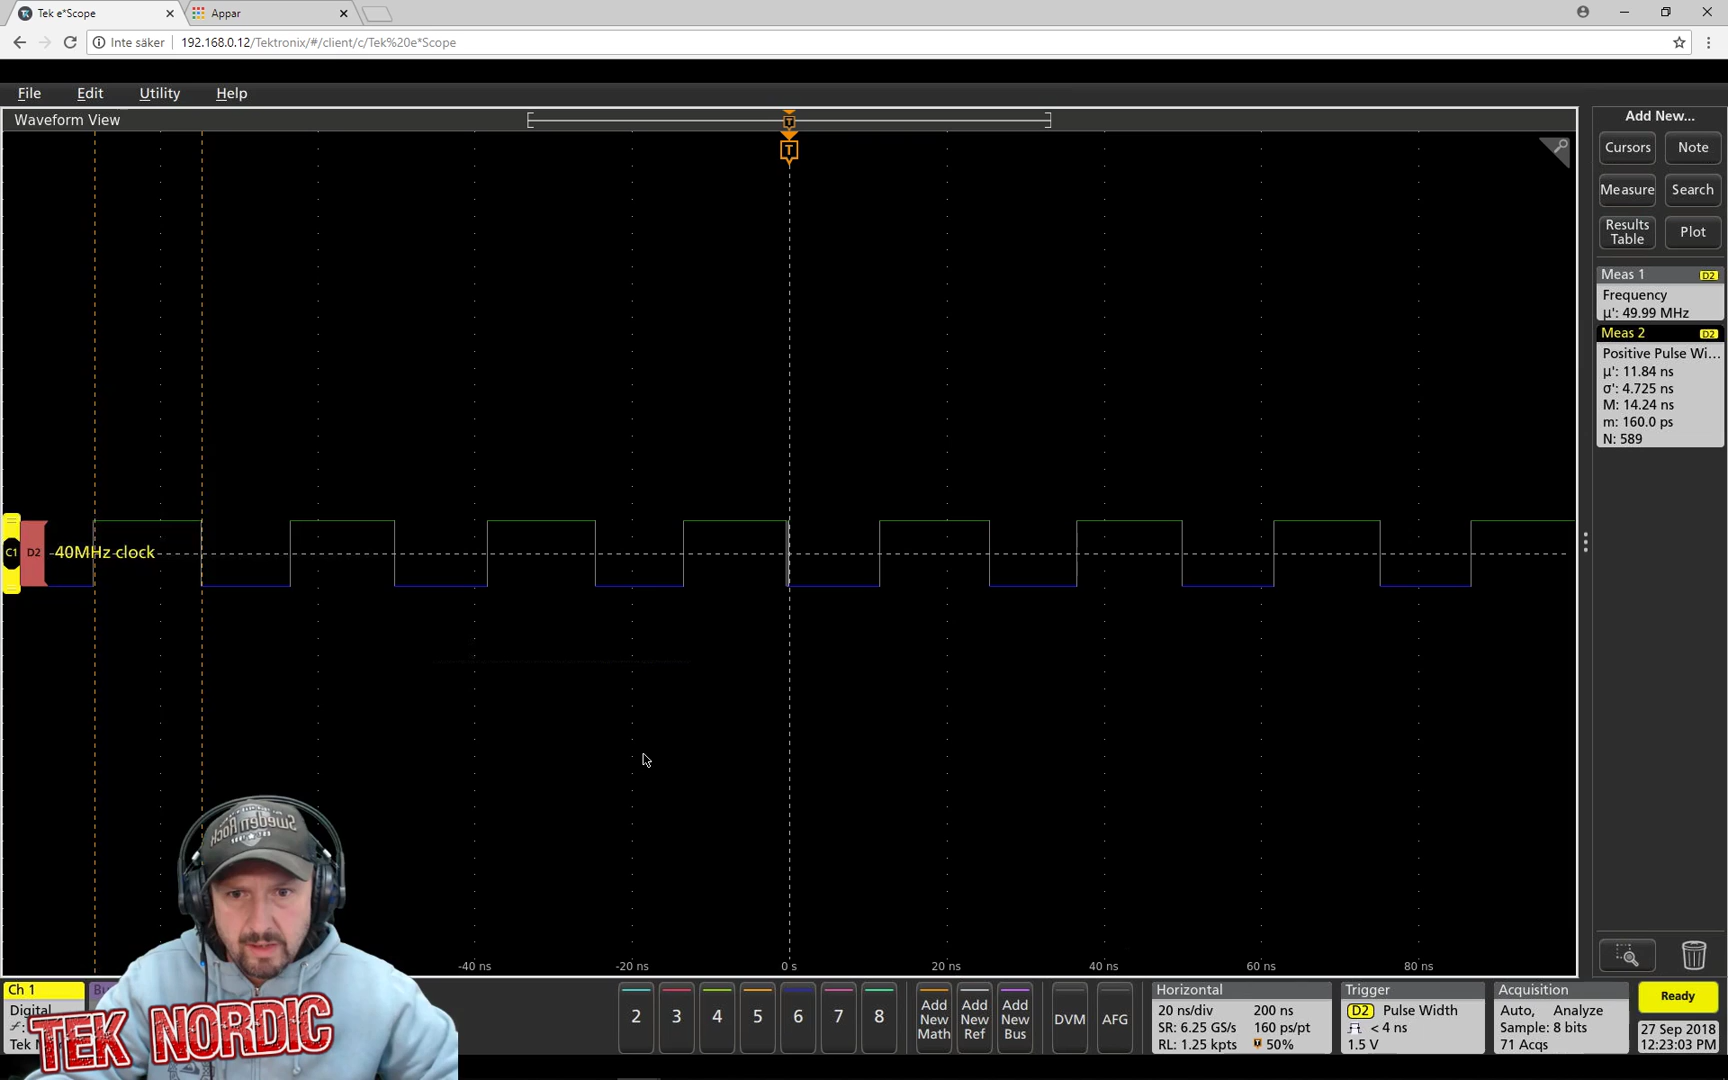 Tek e*Scope
Appar
Inte säker
192.168.0.12/Tektronix/#/client/c/Tek%20e*Scope
File
Edit
Utility
Help
Waveform View
T
T
Add New...
Cursors
Note
Measure
Search
Results
Table
Plot
Meas 1
D2
Frequency
µ': 49.99 MHz
Meas 2
D2
Positive Pulse Wi...
µ': 11.84 ns
σ': 4.725 ns
M: 14.24 ns
m: 160.0 ps
N: 589
C1
D2
40MHz clock
-40 ns
-20 ns
0 s
20 ns
40 ns
60 ns
80 ns
Sweden Rock
TEK NORDIC
Ch 1
Digital
2
3
4
5
6
7
8
Add
New
Math
Add
New
Ref
Add
New
Bus
DVM
AFG
Horizontal
20 ns/div
200 ns
SR: 6.25 GS/s
160 ps/pt
RL: 1.25 kpts
50%
Trigger
D2
Pulse Width
< 4 ns
1.5 V
Acquisition
Auto,
Analyze
Sample: 8 bits
71 Acqs
Ready
27 Sep 2018
12:23:03 PM